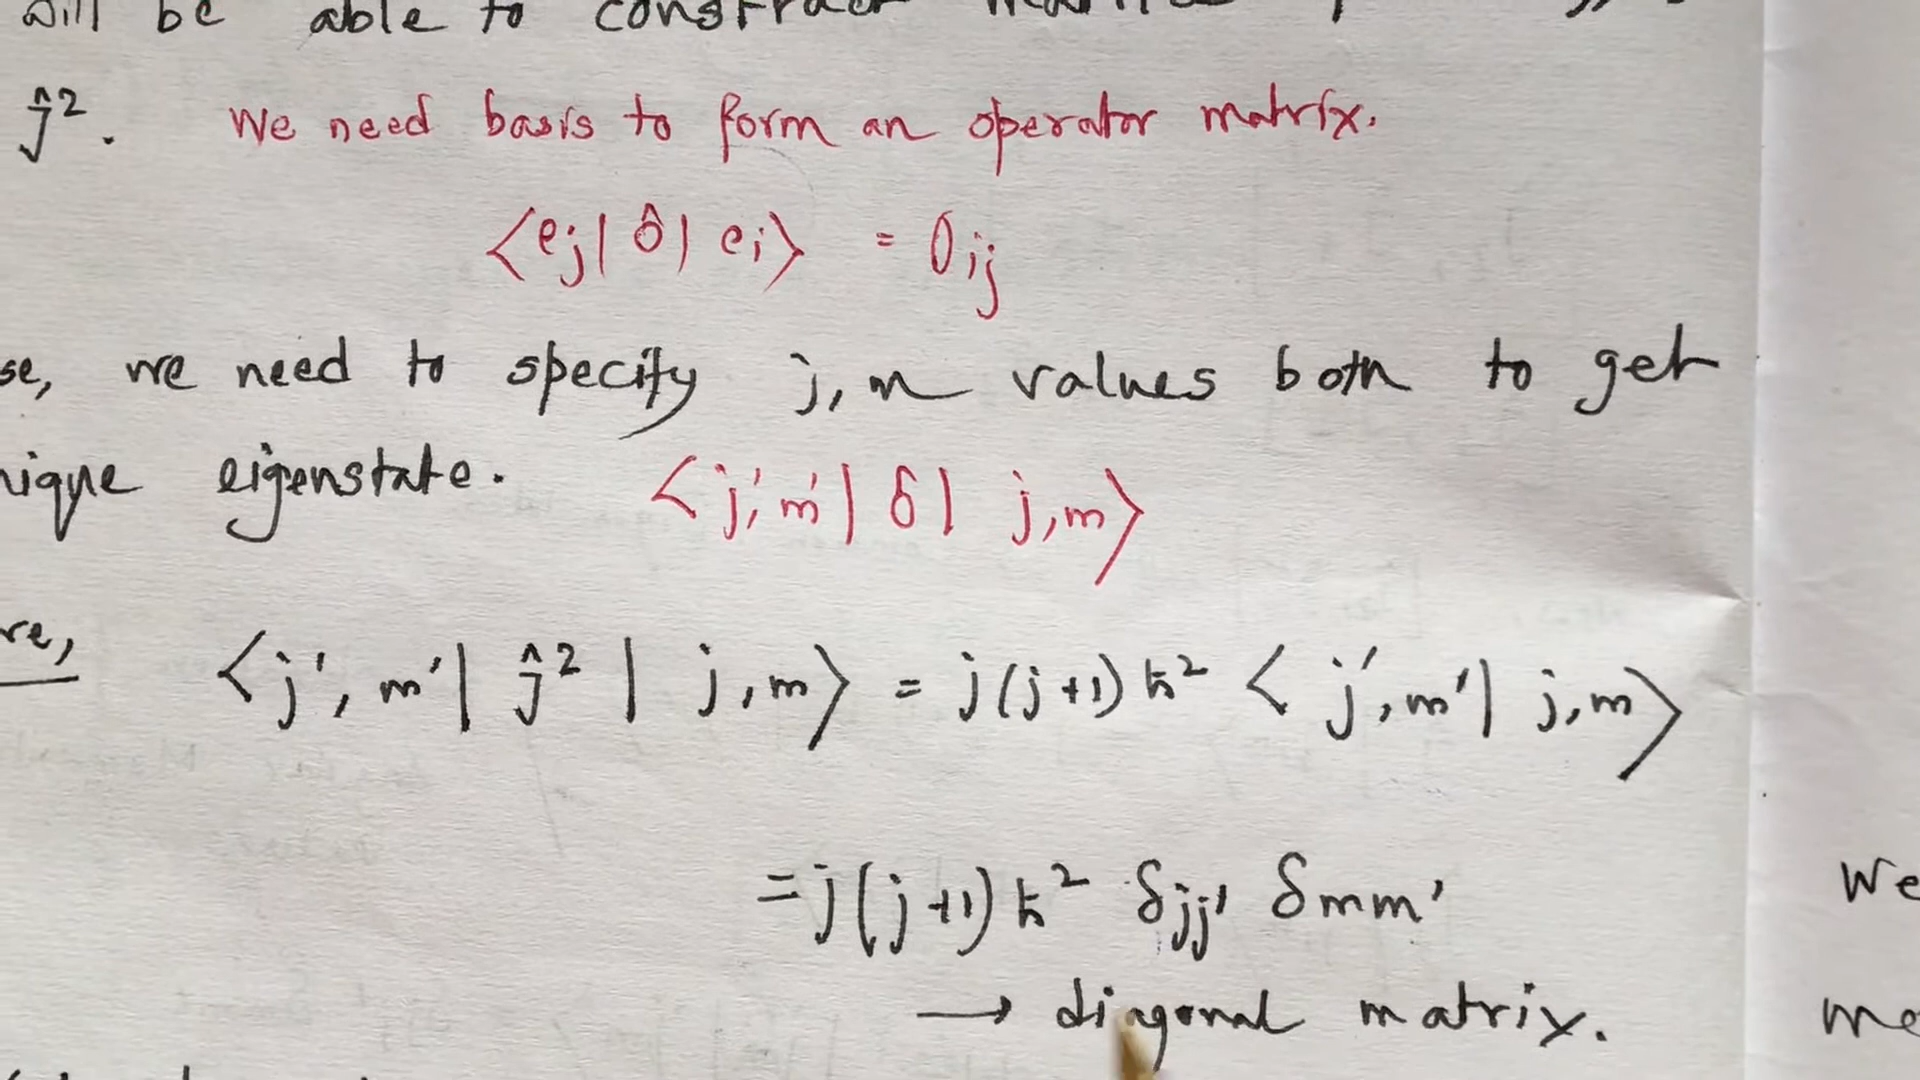 will be able to construct
ĵ². We need basis to form an operator matrix.
⟨ej| ô| ei⟩ = Oij
se, we need to specify j, m values both to get
nique eigenstate. ⟨j′, m′| ô| j, m⟩
re, ⟨j′, m′| ĵ² | j, m⟩ = j(j+1) ħ² ⟨ j′, m′| j, m⟩
= j(j+1) ħ² δjj′ δmm′
We
→ diagonal matrix.
me